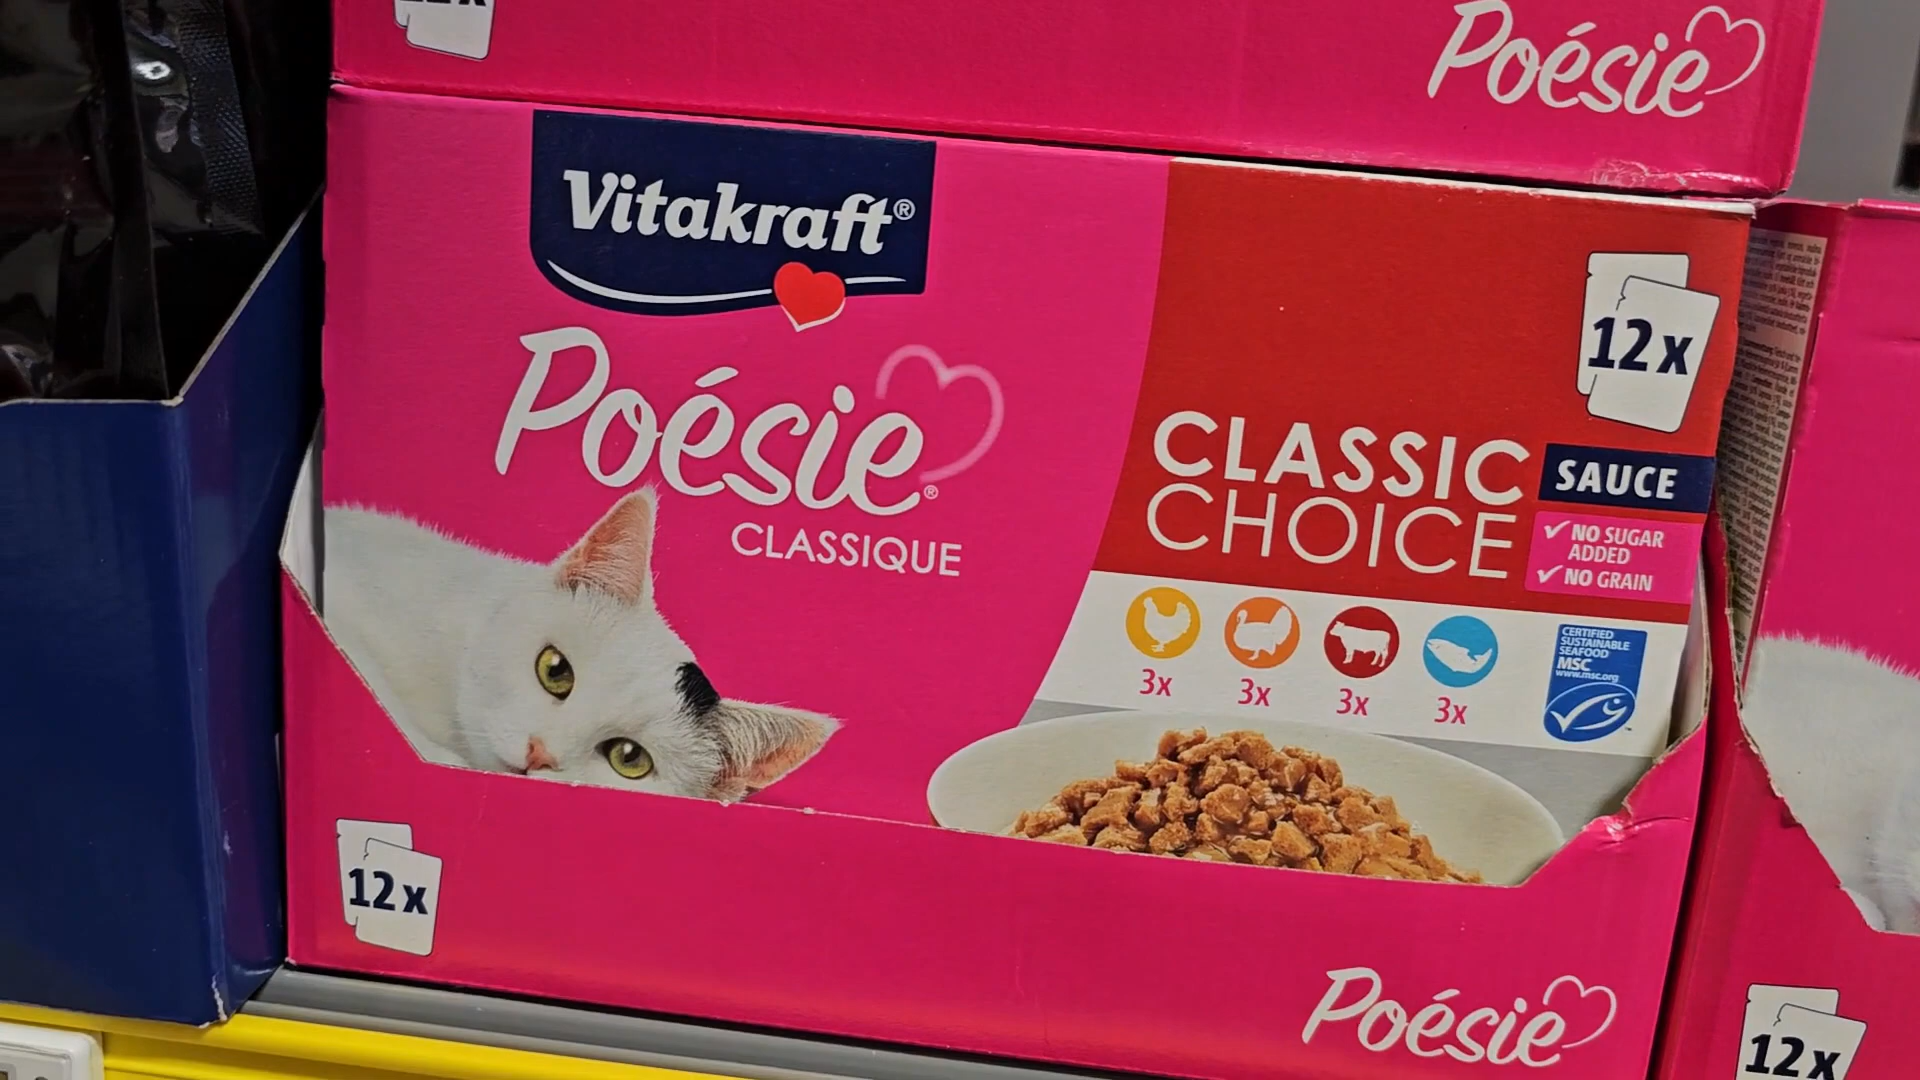 Poésie
Vitakraft®
Poésie®
CLASSIQUE
12x
CLASSIC
CHOICE
SAUCE
NO SUGAR
ADDED
NO GRAIN
3x
3x
3x
3x
CERTIFIED
SUSTAINABLE
SEAFOOD
MSC
www.msc.org
12x
Poésie
12x